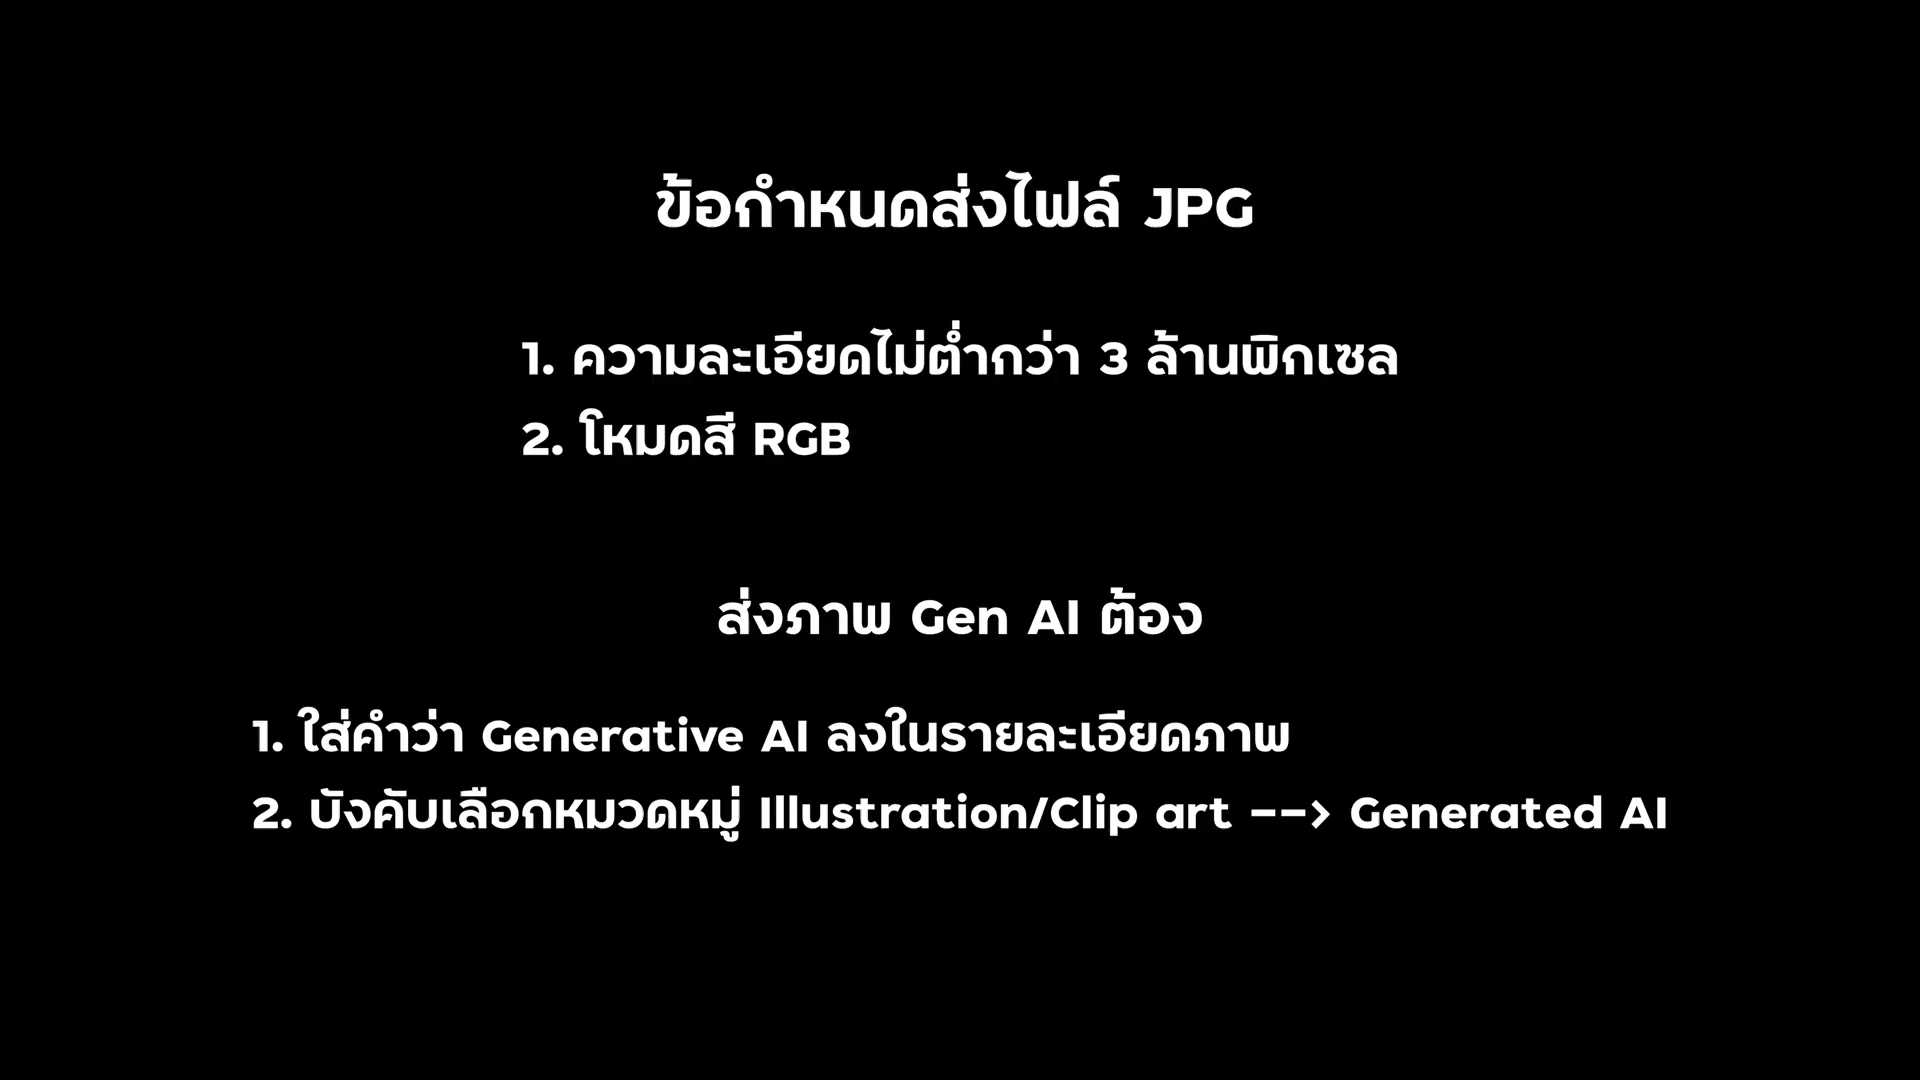 ข้อกำหนดส่งไฟล์ JPG
1. ความละเอียดไม่ต่ำกว่า 3 ล้านพิกเซล
2. โหมดสี RGB
ส่งภาพ Gen AI ต้อง
1. ใส่คำว่า Generative AI ลงในรายละเอียดภาพ
2. บังคับเลือกหมวดหมู่ Illustration/Clip art --> Generated AI